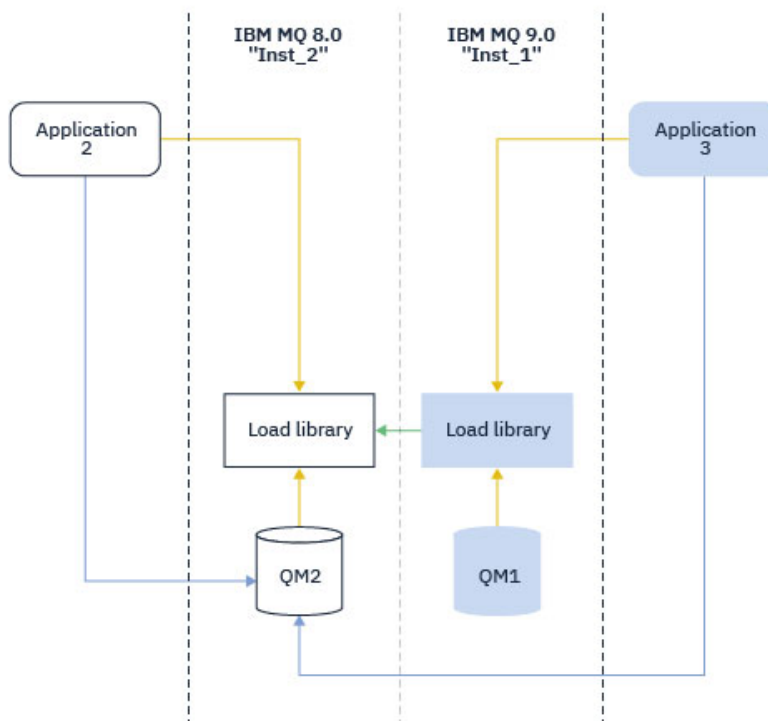 IBM MQ 8.0
"Inst_2"
IBM MQ 9.0
"Inst_1"
Application
2
Application
3
Load library
Load library
QM2
QM1